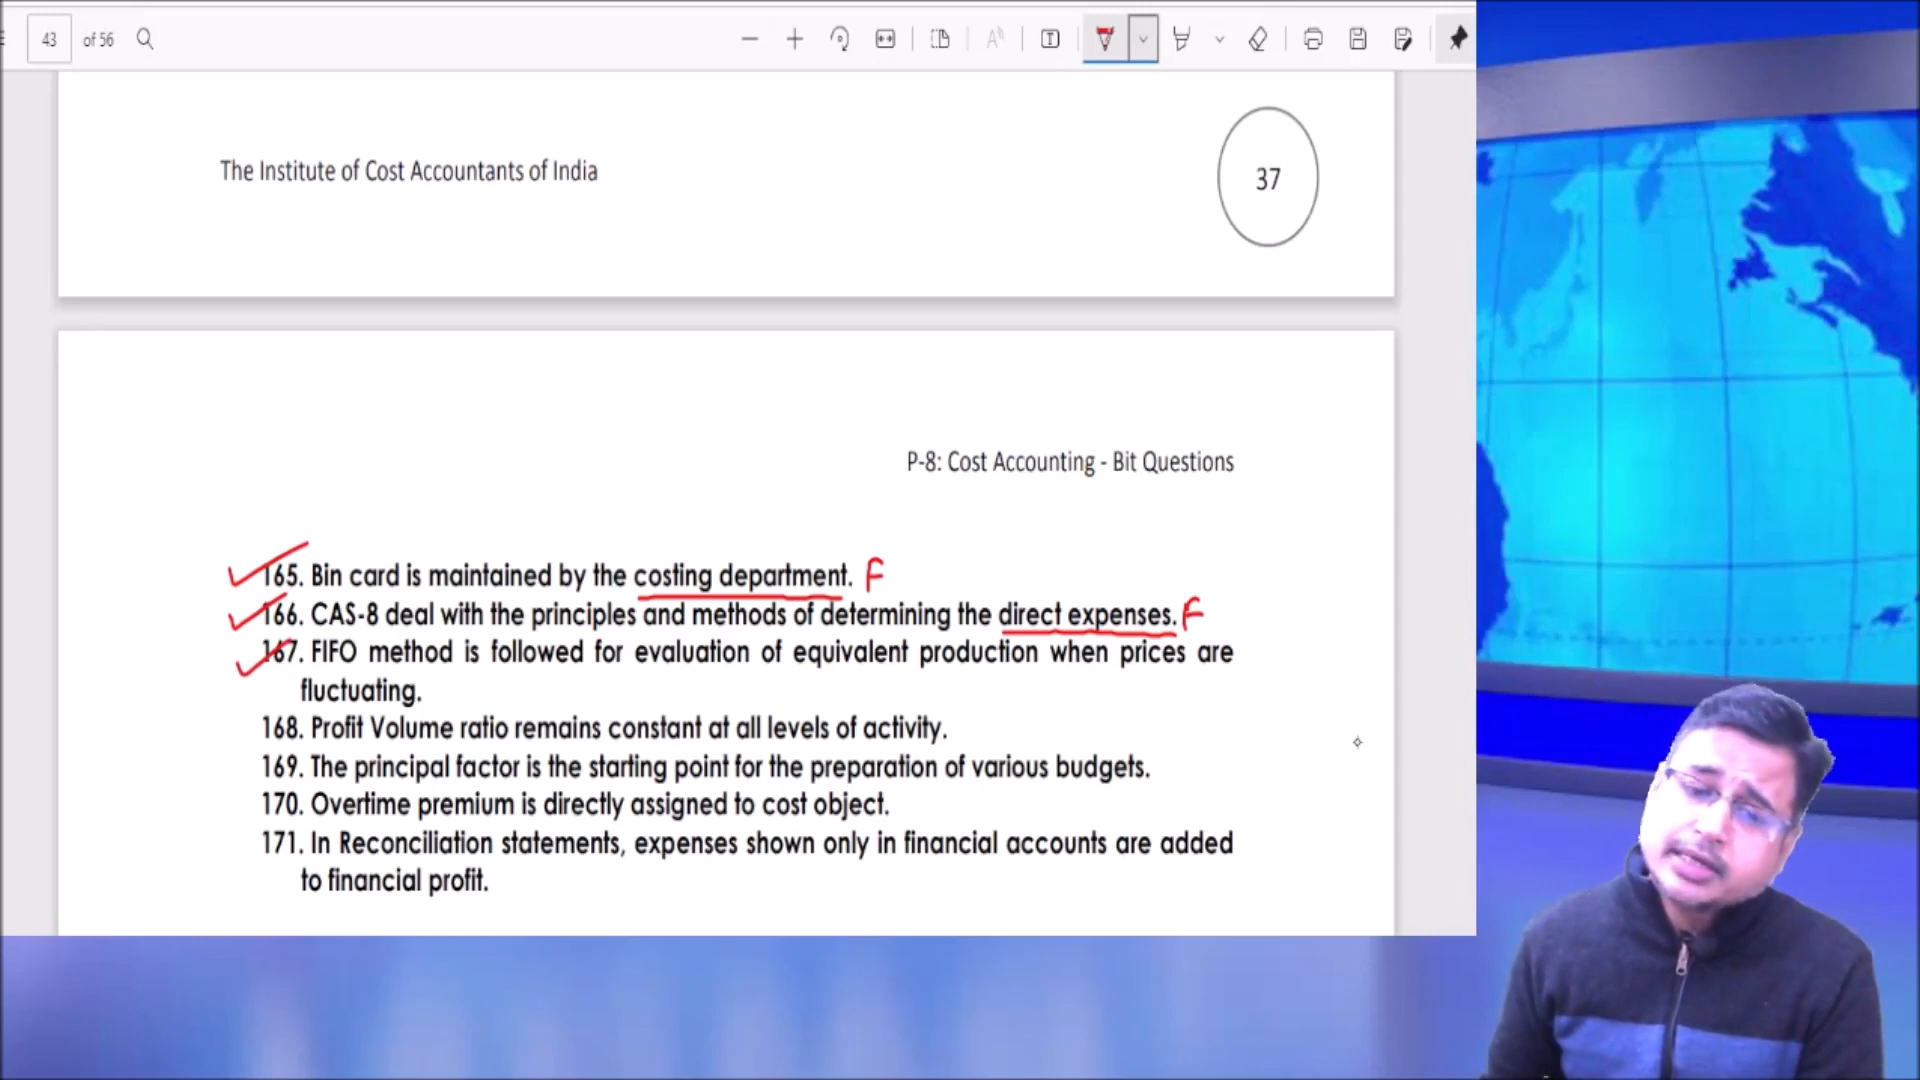 43 of 56
The Institute of Cost Accountants of India
37
P-8: Cost Accounting - Bit Questions
165. Bin card is maintained by the costing department. F
166. CAS-8 deal with the principles and methods of determining the direct expenses. F
167. FIFO method is followed for evaluation of equivalent production when prices are
fluctuating.
168. Profit Volume ratio remains constant at all levels of activity.
169. The principal factor is the starting point for the preparation of various budgets.
170. Overtime premium is directly assigned to cost object.
171. In Reconciliation statements, expenses shown only in financial accounts are added
to financial profit.